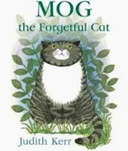 MOG
the Forgetful Cat
Judith Kerr